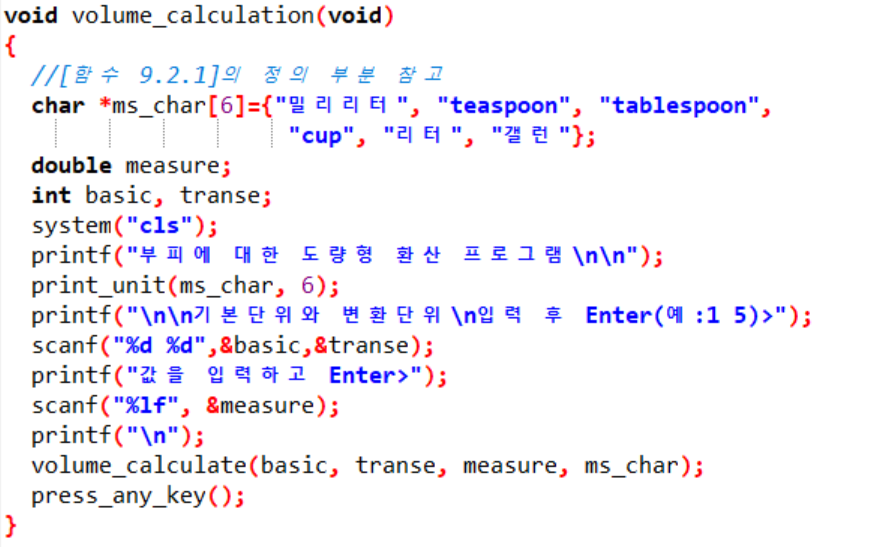 void volume_calculation(void)
{
//[함수 9.2.1]의 정의 부분 참고
char *ms_char[6]={"밀리리터", "teaspoon", "tablespoon",
"cup", "리터", "갤런"};
double measure;
int basic, transe;
system("cls");
printf("부피에 대한 도량형 환산 프로그램\n\n");
print_unit(ms_char, 6);
printf("\n\n기본단위와 변환단위\n입력 후 Enter(예:1 5)>");
scanf("%d %d",&basic,&transe);
printf("값을 입력하고 Enter>");
scanf("%lf", &measure);
printf("\n");
volume_calculate(basic, transe, measure, ms_char);
press_any_key();
}